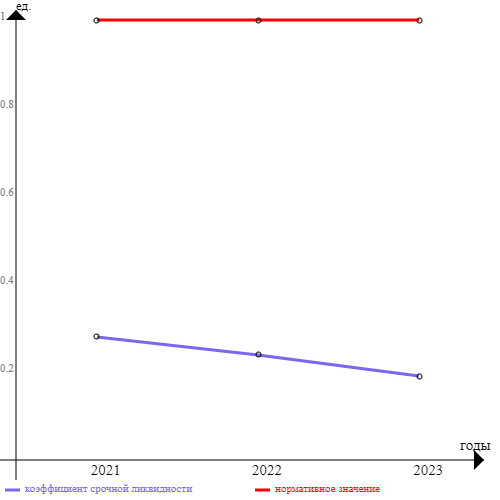 ед.
1
0.8
0.6
0.4
0.2
годы
2021 2022 2023
коэффициент срочной ликвидности нормативное значение